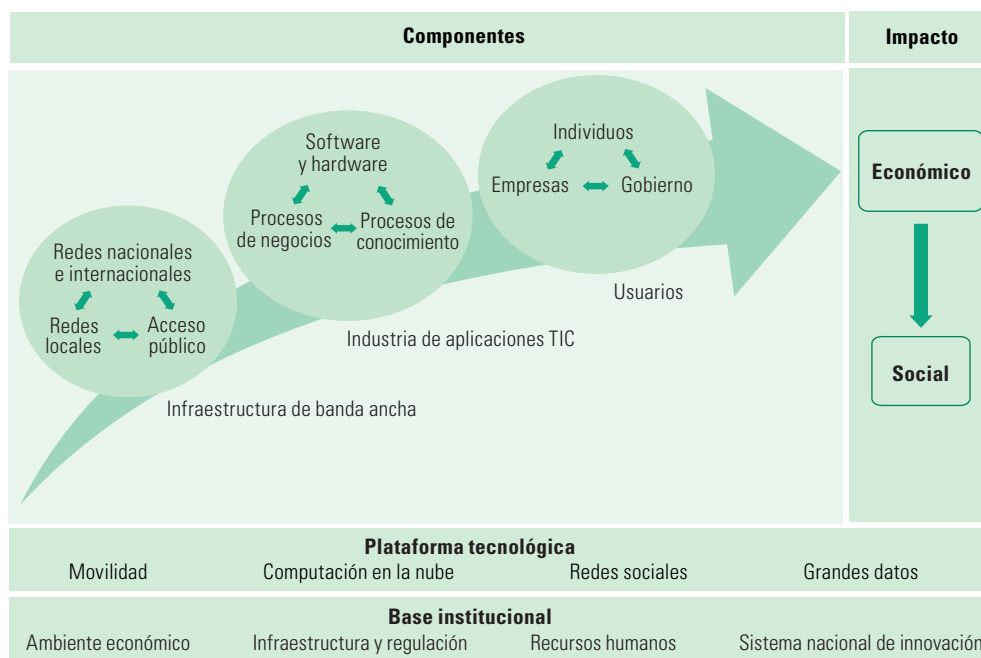 Componentes
Impacto
Individuos
Empresas
Gobierno
Usuarios
Software
y hardware
Procesos
de negocios
Procesos de
conocimiento
Industria de aplicaciones TIC
Redes nacionales
e internacionales
Redes
locales
Acceso
público
Infraestructura de banda ancha
Económico
Social
Plataforma tecnológica
Movilidad
Computación en la nube
Redes sociales
Grandes datos
Base institucional
Ambiente económico
Infraestructura y regulación
Recursos humanos
Sistema nacional de innovación